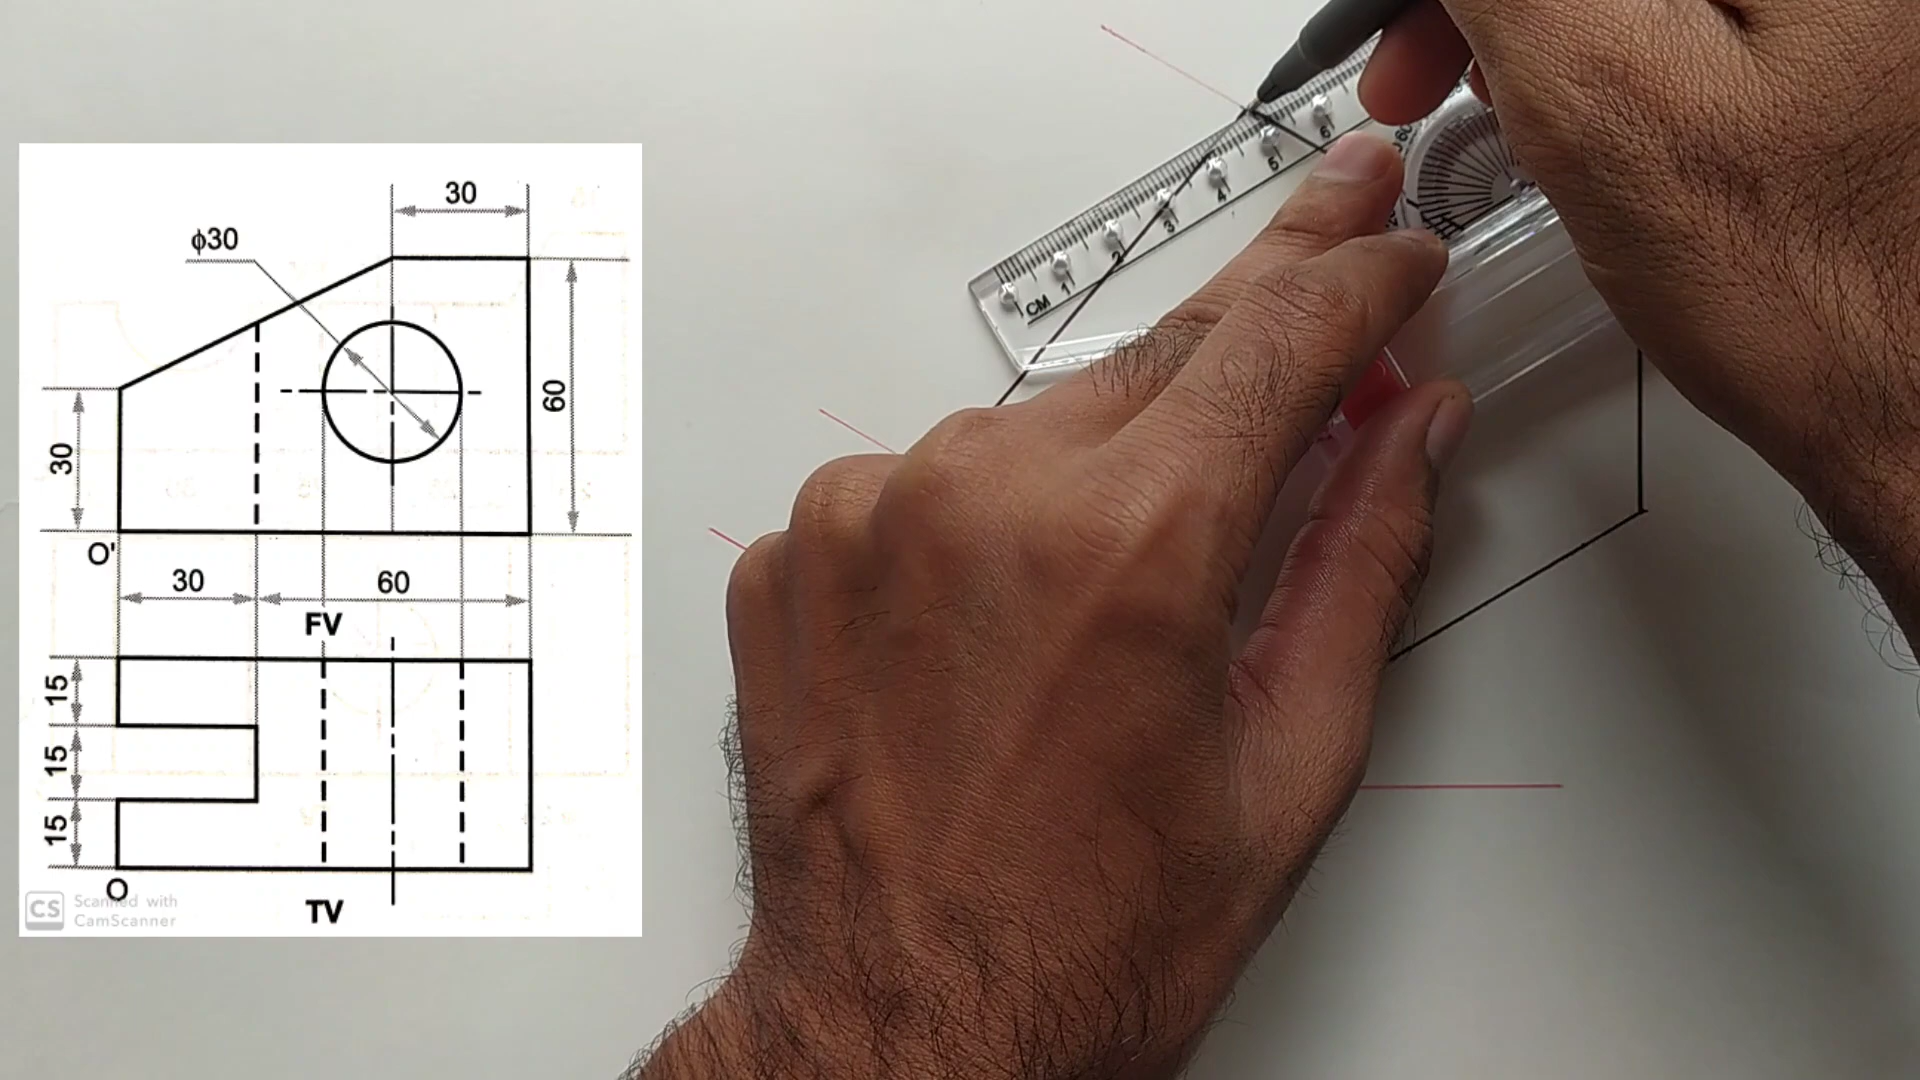 30
ϕ30
60
30
O'
30
60
FV
15
15
15
O
TV
CS Scanned with
CamScanner
CM 1 2 3 4 5 6